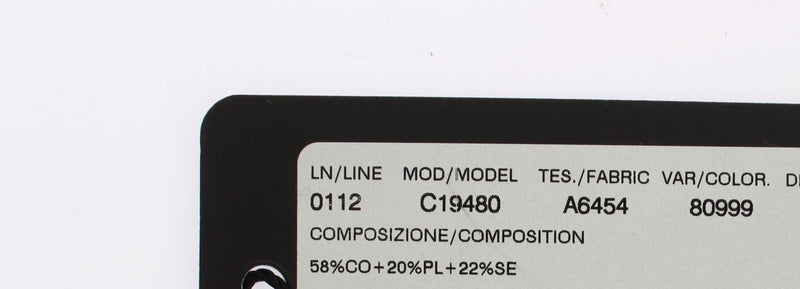 LN/LINE MOD/MODEL TES./FABRIC VAR/COLOR.
0112 C19480 A6454 80999
COMPOSIZIONE/COMPOSITION
58%CO+20%PL+22%SE